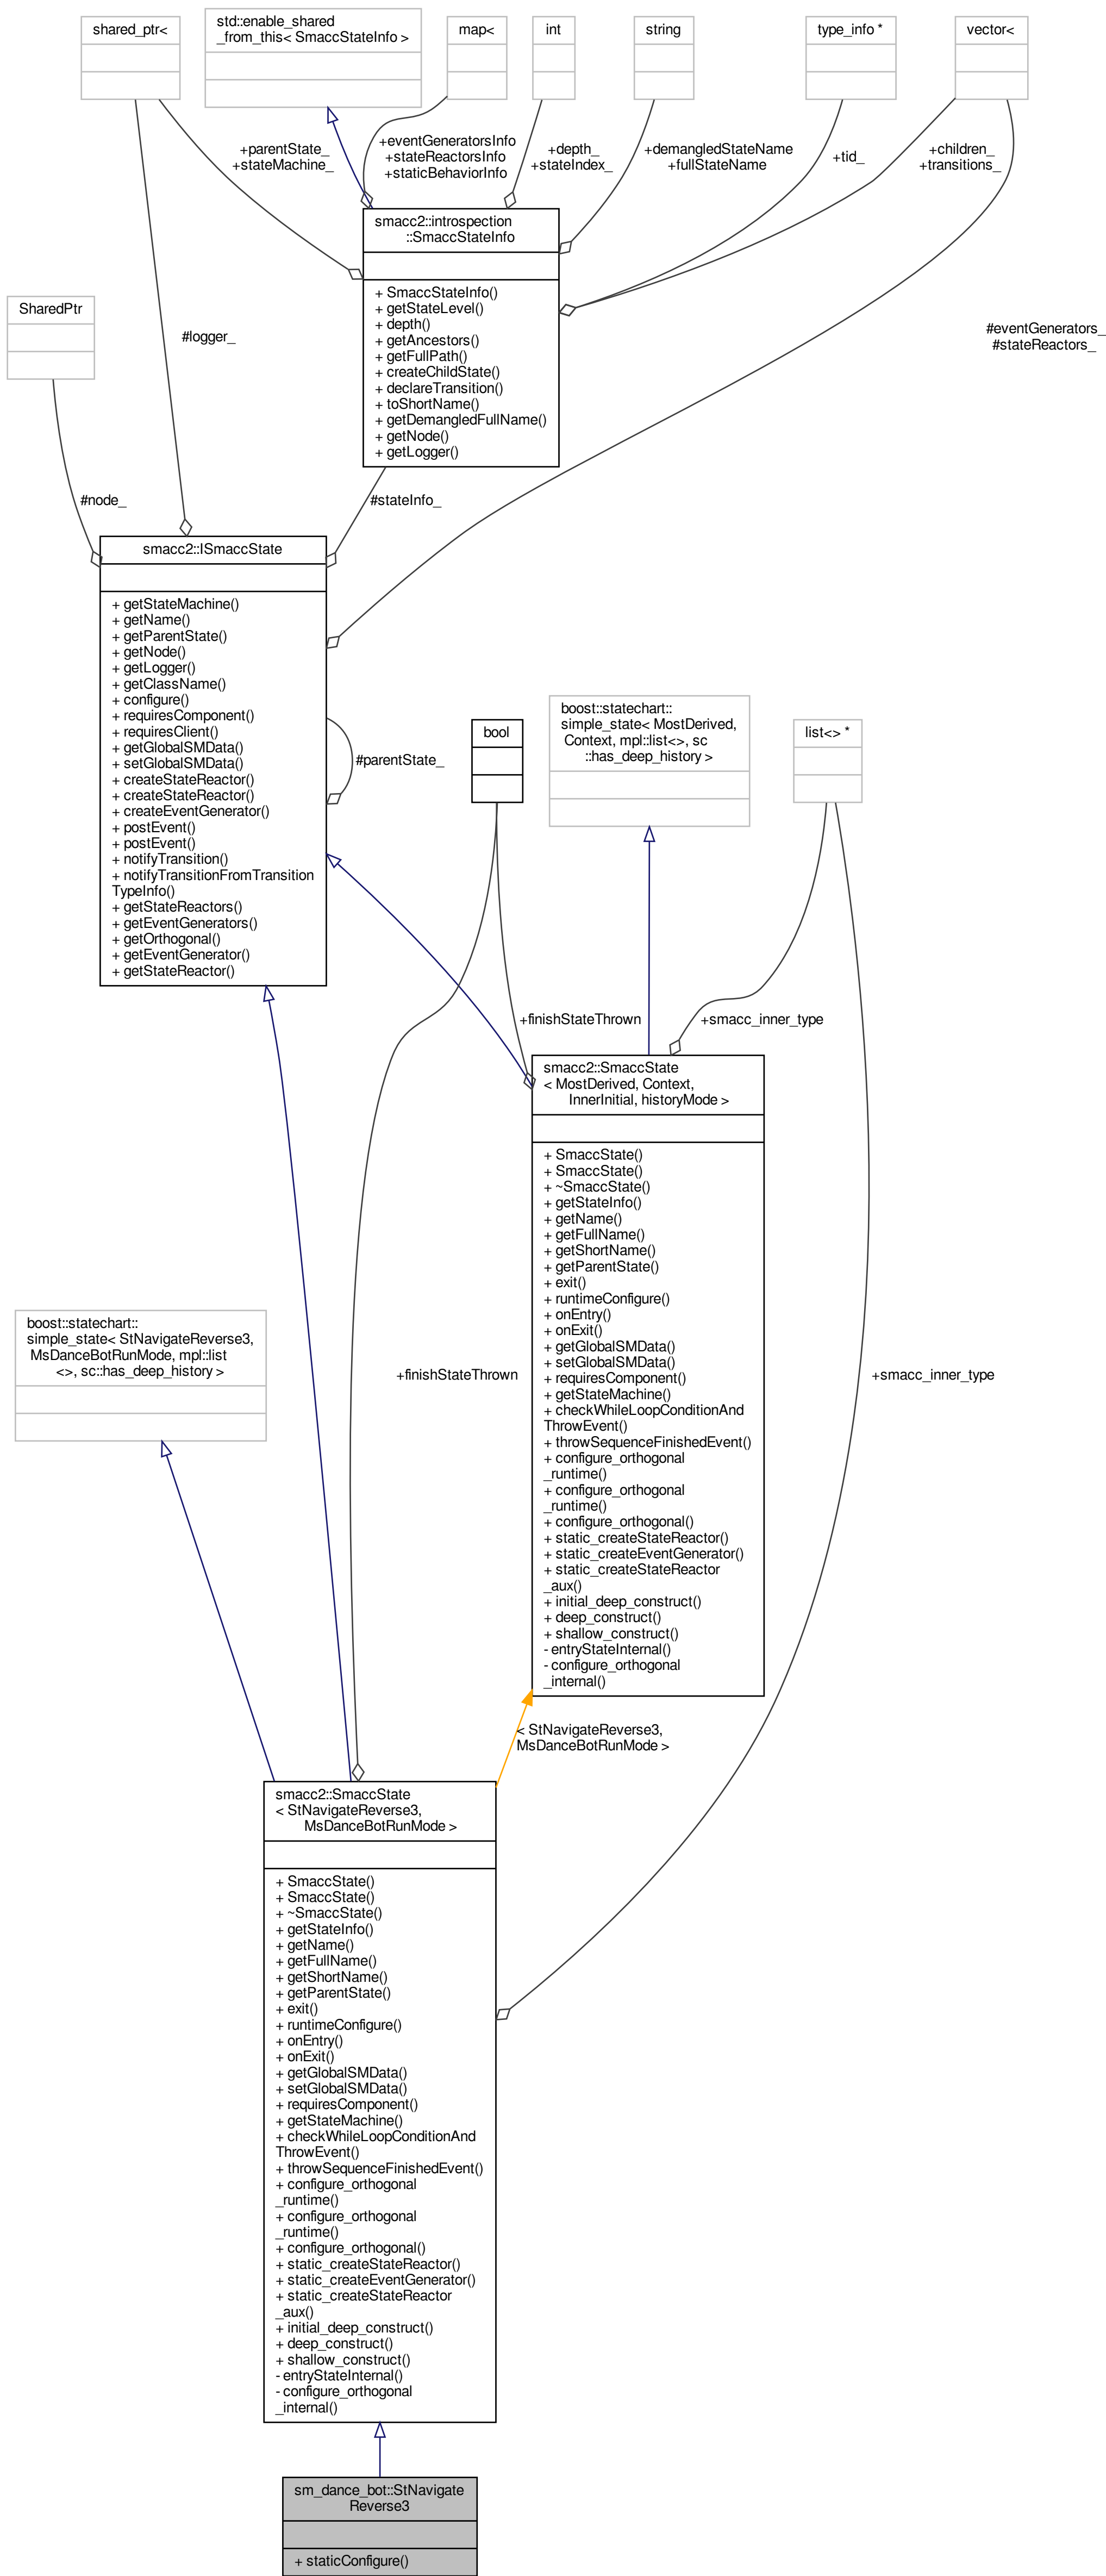 shared_ptr<
std::enable_shared
_from_this< SmaccStateInfo >
map<
int
string
type_info *
vector<
+parentState_
+stateMachine_
+eventGeneratorsInfo
+stateReactorsInfo
+staticBehaviorInfo
+depth_
+stateIndex_
+demangledStateName
+fullStateName
+tid_
+children_
+transitions_
smacc2::introspection
::SmaccStateInfo
+ SmaccStateInfo()
+ getStateLevel()
+ depth()
+ getAncestors()
+ getFullPath()
+ createChildState()
+ declareTransition()
+ toShortName()
+ getDemangledFullName()
+ getNode()
+ getLogger()
SharedPtr
#logger_
#eventGenerators_
#stateReactors_
#node_
#stateInfo_
smacc2::ISmaccState
+ getStateMachine()
+ getName()
+ getParentState()
+ getNode()
+ getLogger()
+ getClassName()
+ configure()
+ requiresComponent()
+ requiresClient()
+ getGlobalSMData()
+ setGlobalSMData()
+ createStateReactor()
+ createStateReactor()
+ createEventGenerator()
+ postEvent()
+ postEvent()
+ notifyTransition()
+ notifyTransitionFromTransition
TypeInfo()
+ getStateReactors()
+ getEventGenerators()
+ getOrthogonal()
+ getEventGenerator()
+ getStateReactor()
#parentState_
bool
boost::statechart::
simple_state< MostDerived,
Context, mpl::list<>, sc
::has_deep_history >
list<> *
+finishStateThrown
+smacc_inner_type
smacc2::SmaccState
< MostDerived, Context,
InnerInitial, historyMode >
+ SmaccState()
+ SmaccState()
+ ~SmaccState()
+ getStateInfo()
+ getName()
+ getFullName()
+ getShortName()
+ getParentState()
+ exit()
+ runtimeConfigure()
+ onEntry()
+ onExit()
+ getGlobalSMData()
+ setGlobalSMData()
+ requiresComponent()
+ getStateMachine()
+ checkWhileLoopConditionAnd
ThrowEvent()
+ throwSequenceFinishedEvent()
+ configure_orthogonal
_runtime()
+ configure_orthogonal
_runtime()
+ configure_orthogonal()
+ static_createStateReactor()
+ static_createEventGenerator()
+ static_createStateReactor
_aux()
+ initial_deep_construct()
+ deep_construct()
+ shallow_construct()
- entryStateInternal()
- configure_orthogonal
_internal()
boost::statechart::
simple_state< StNavigateReverse3,
MsDanceBotRunMode, mpl::list
<>, sc::has_deep_history >
+finishStateThrown
+smacc_inner_type
< StNavigateReverse3,
MsDanceBotRunMode >
smacc2::SmaccState
< StNavigateReverse3,
MsDanceBotRunMode >
+ SmaccState()
+ SmaccState()
+ ~SmaccState()
+ getStateInfo()
+ getName()
+ getFullName()
+ getShortName()
+ getParentState()
+ exit()
+ runtimeConfigure()
+ onEntry()
+ onExit()
+ getGlobalSMData()
+ setGlobalSMData()
+ requiresComponent()
+ getStateMachine()
+ checkWhileLoopConditionAnd
ThrowEvent()
+ throwSequenceFinishedEvent()
+ configure_orthogonal
_runtime()
+ configure_orthogonal
_runtime()
+ configure_orthogonal()
+ static_createStateReactor()
+ static_createEventGenerator()
+ static_createStateReactor
_aux()
+ initial_deep_construct()
+ deep_construct()
+ shallow_construct()
- entryStateInternal()
- configure_orthogonal
_internal()
sm_dance_bot::StNavigate
Reverse3
+ staticConfigure()